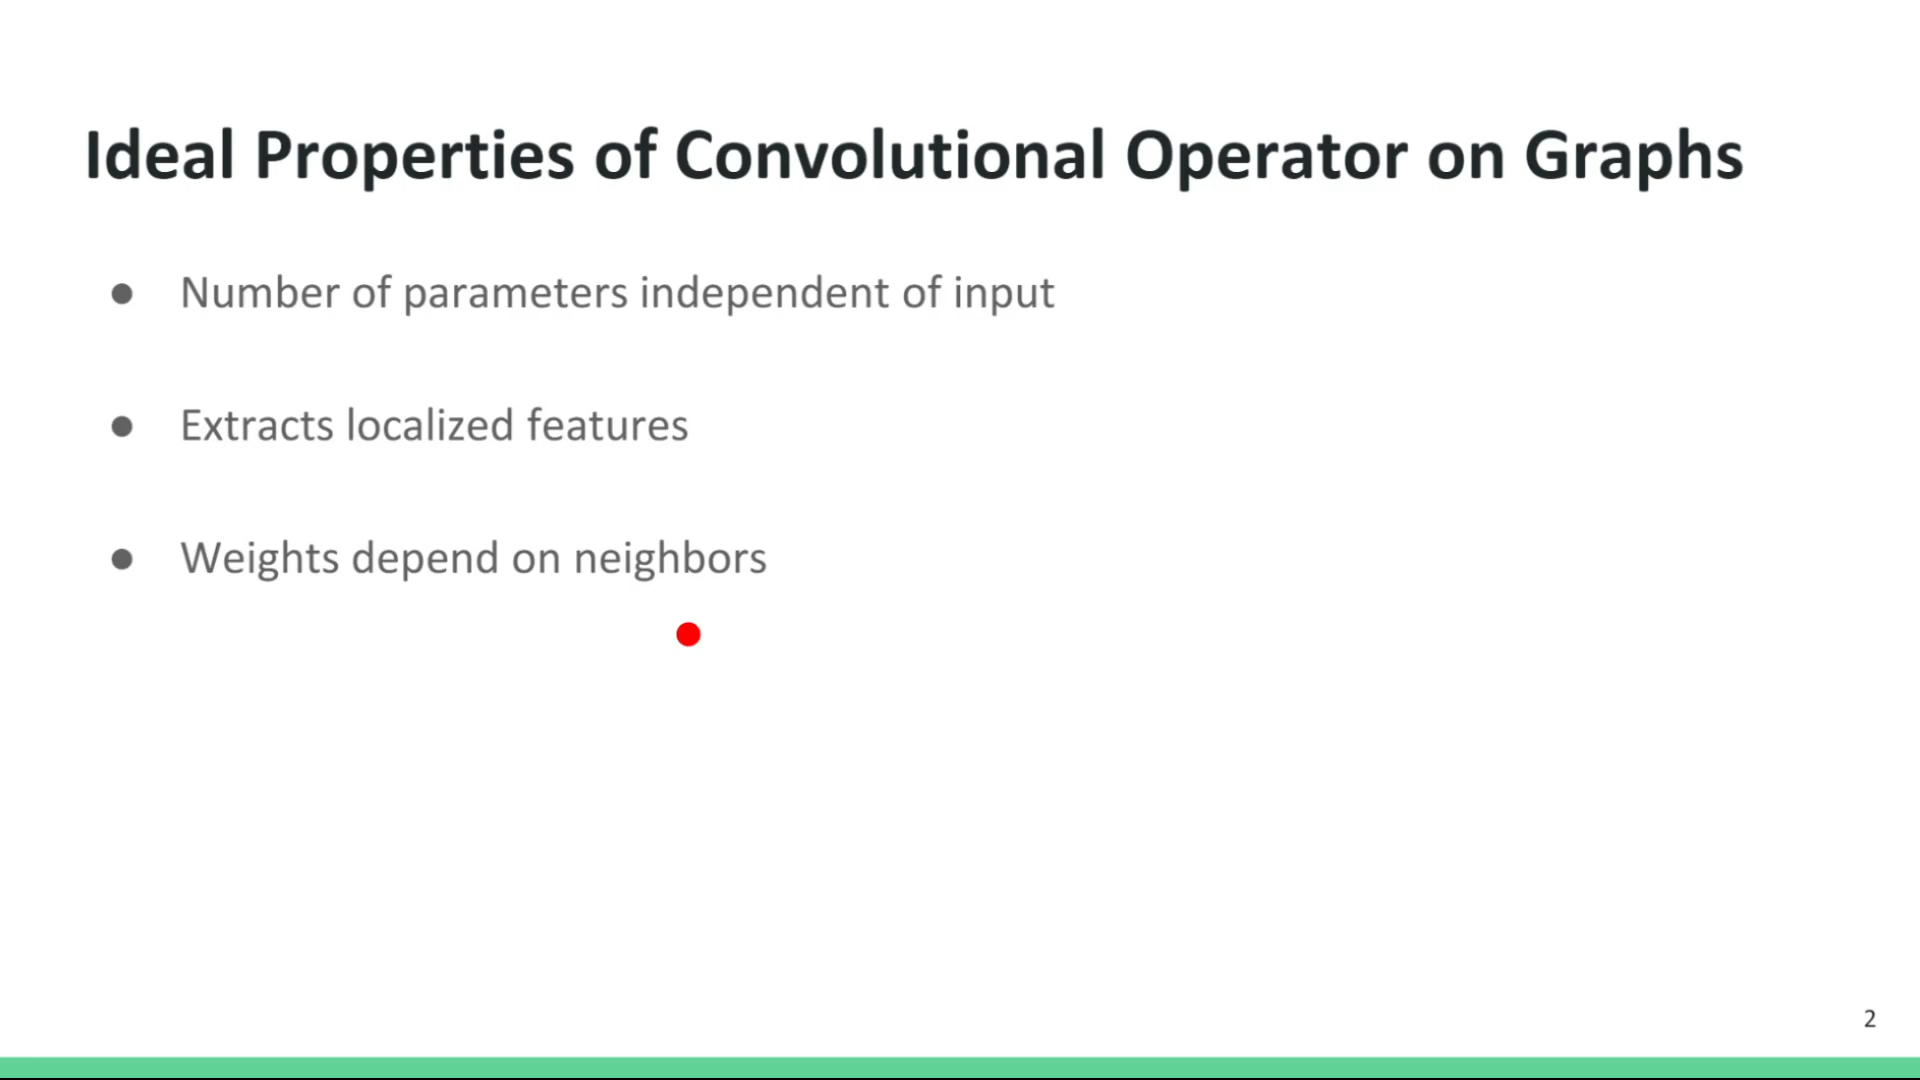 Ideal Properties of Convolutional Operator on Graphs
● Number of parameters independent of input
● Extracts localized features
● Weights depend on neighbors
2